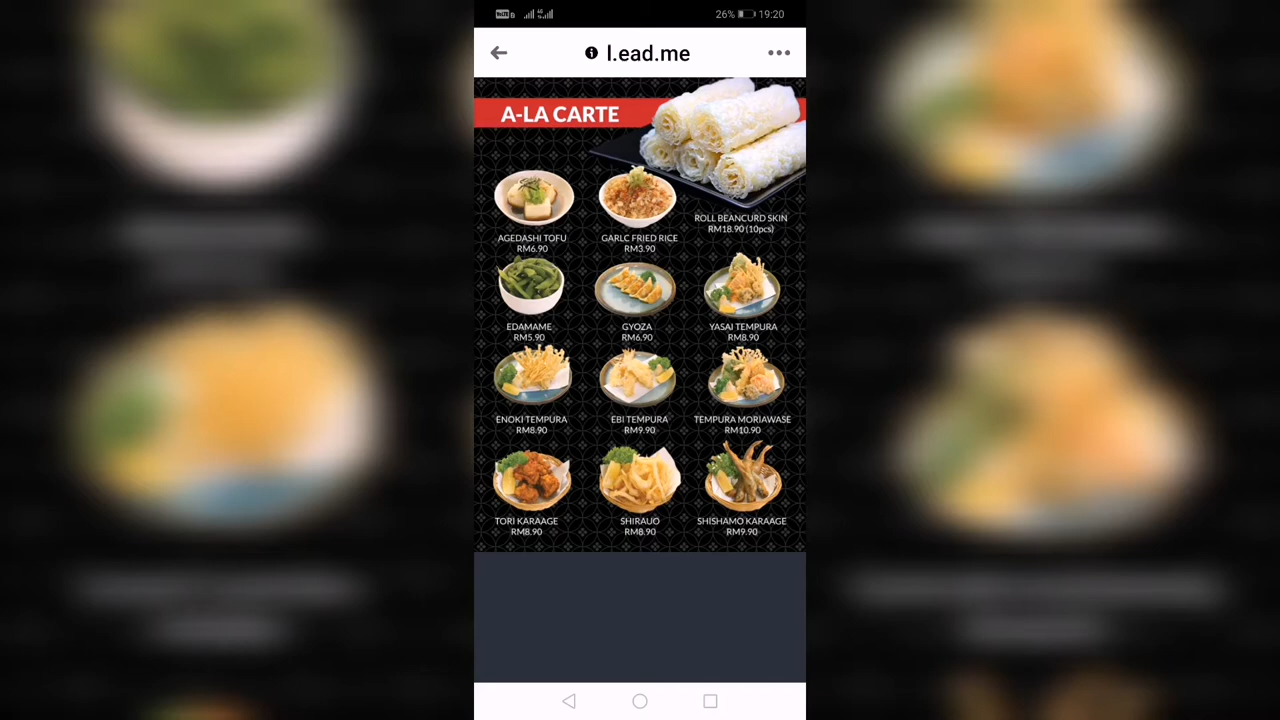 26% 19:20
l.ead.me
A-LA CARTE
ROLL BEANCURD SKIN
RM18.90 (10pcs)
AGEDASHI TOFU
RM6.90
GARLC FRIED RICE
RM3.90
EDAMAME
RM5.90
GYOZA
RM6.90
YASAI TEMPURA
RM8.90
ENOKI TEMPURA
RM8.90
EBI TEMPURA
RM9.90
TEMPURA MORIAWASE
RM10.90
TORI KARAAGE
RM8.90
SHIRAUO
RM8.90
SHISHAMO KARAAGE
RM9.90